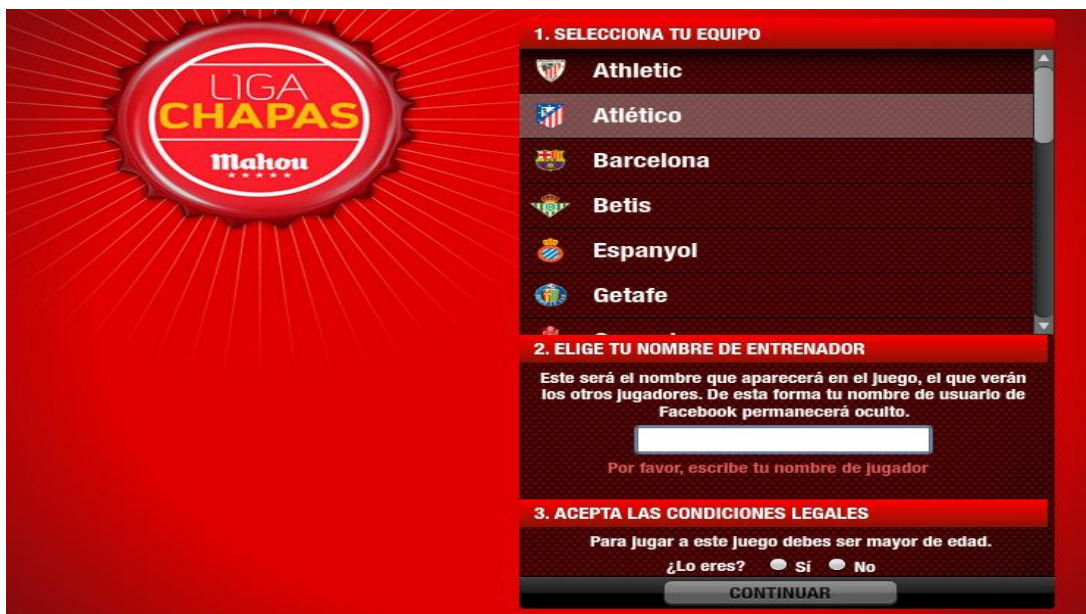 LIGA
CHAPAS
Mahou
1. SELECCIONA TU EQUIPO
Athletic
Atlético
Barcelona
Betis
Espanyol
Getafe
2. ELIGE TU NOMBRE DE ENTRENADOR
Este será el nombre que aparecerá en el juego, el que verán
los otros jugadores. De esta forma tu nombre de usuario de
Facebook permanecerá oculto.
Por favor, escribe tu nombre de jugador
3. ACEPTA LAS CONDICIONES LEGALES
Para jugar a este juego debes ser mayor de edad.
¿Lo eres? Sí No
CONTINUAR